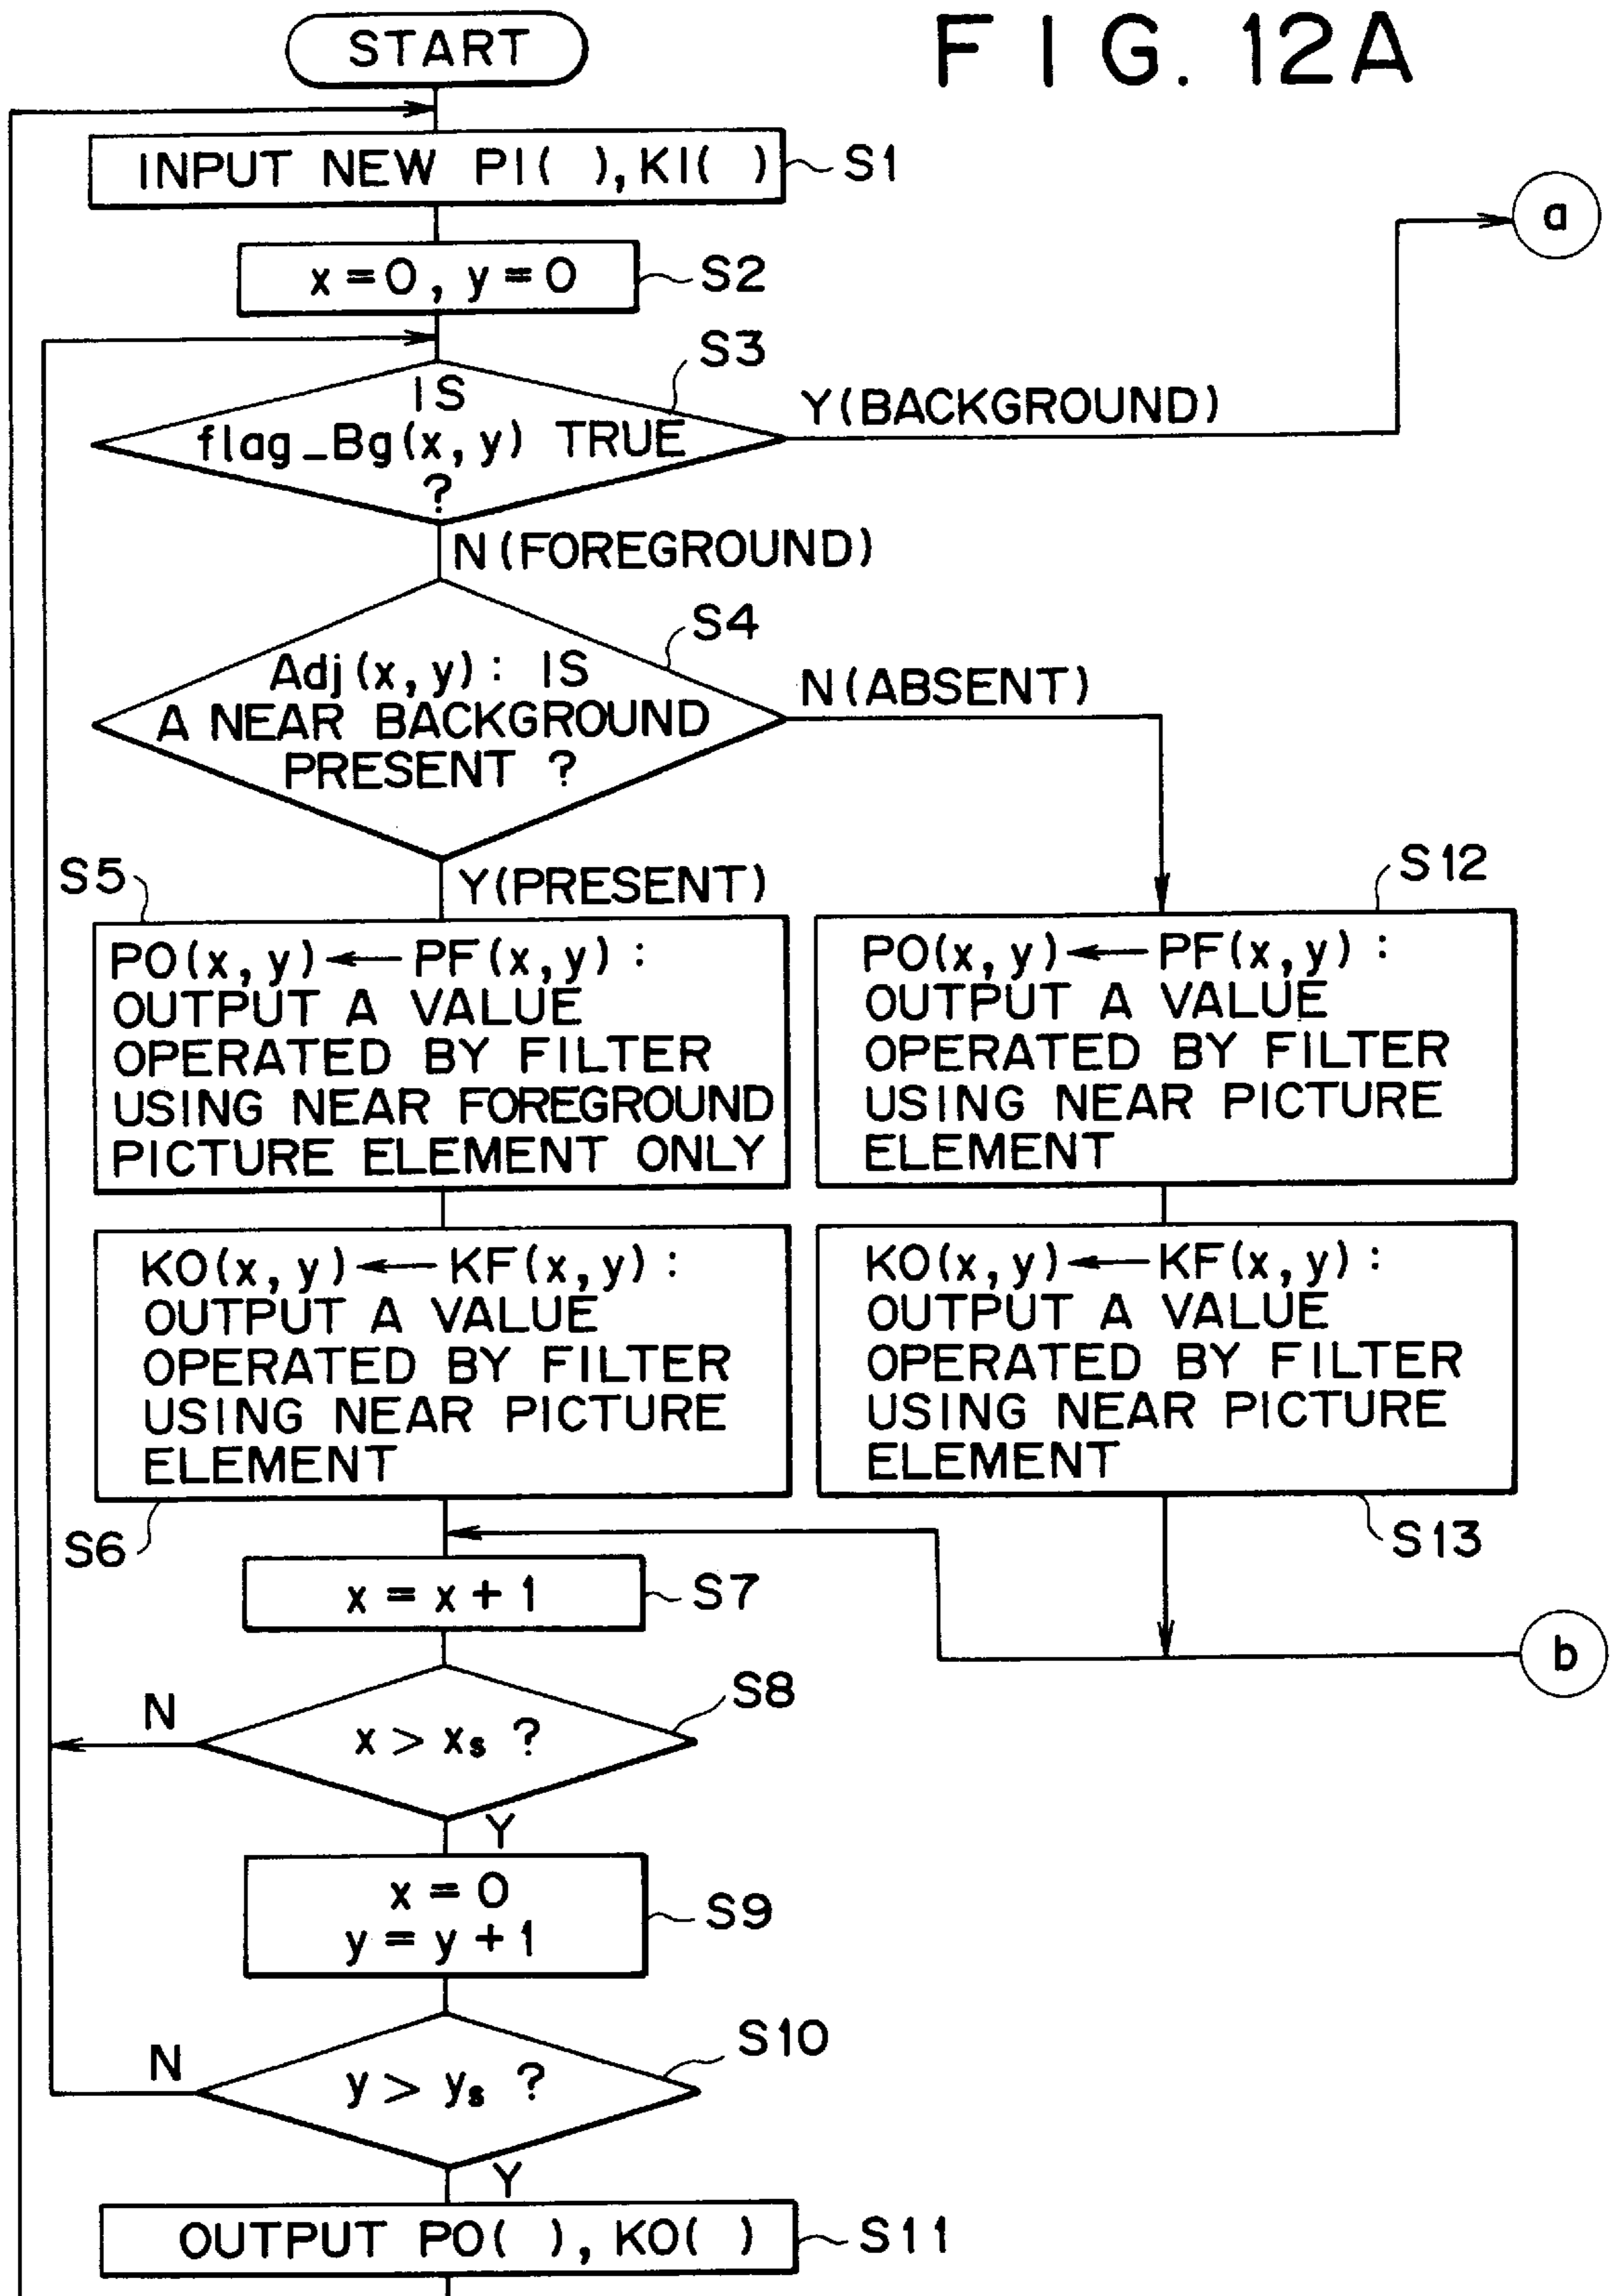 FIG. 12A
START
INPUT NEW PI( ), KI( )
S1
a
x = 0, y = 0
S2
S3
IS
flag_Bg(x, y) TRUE
?
Y(BACKGROUND)
N(FOREGROUND)
S4
Adj(x, y): IS
A NEAR BACKGROUND
PRESENT ?
N(ABSENT)
Y(PRESENT)
S5
PO(x, y)←PF(x, y):
OUTPUT A VALUE
OPERATED BY FILTER
USING NEAR FOREGROUND
PICTURE ELEMENT ONLY
S12
PO(x, y)←PF(x, y):
OUTPUT A VALUE
OPERATED BY FILTER
USING NEAR PICTURE
ELEMENT
KO(x, y)←KF(x, y):
OUTPUT A VALUE
OPERATED BY FILTER
USING NEAR PICTURE
ELEMENT
S6
KO(x, y)←KF(x, y):
OUTPUT A VALUE
OPERATED BY FILTER
USING NEAR PICTURE
ELEMENT
S13
x = x + 1
S7
b
S8
x > xs ?
N
Y
x = 0
y = y + 1
S9
S10
y > ys ?
N
Y
OUTPUT PO( ), KO( )
S11